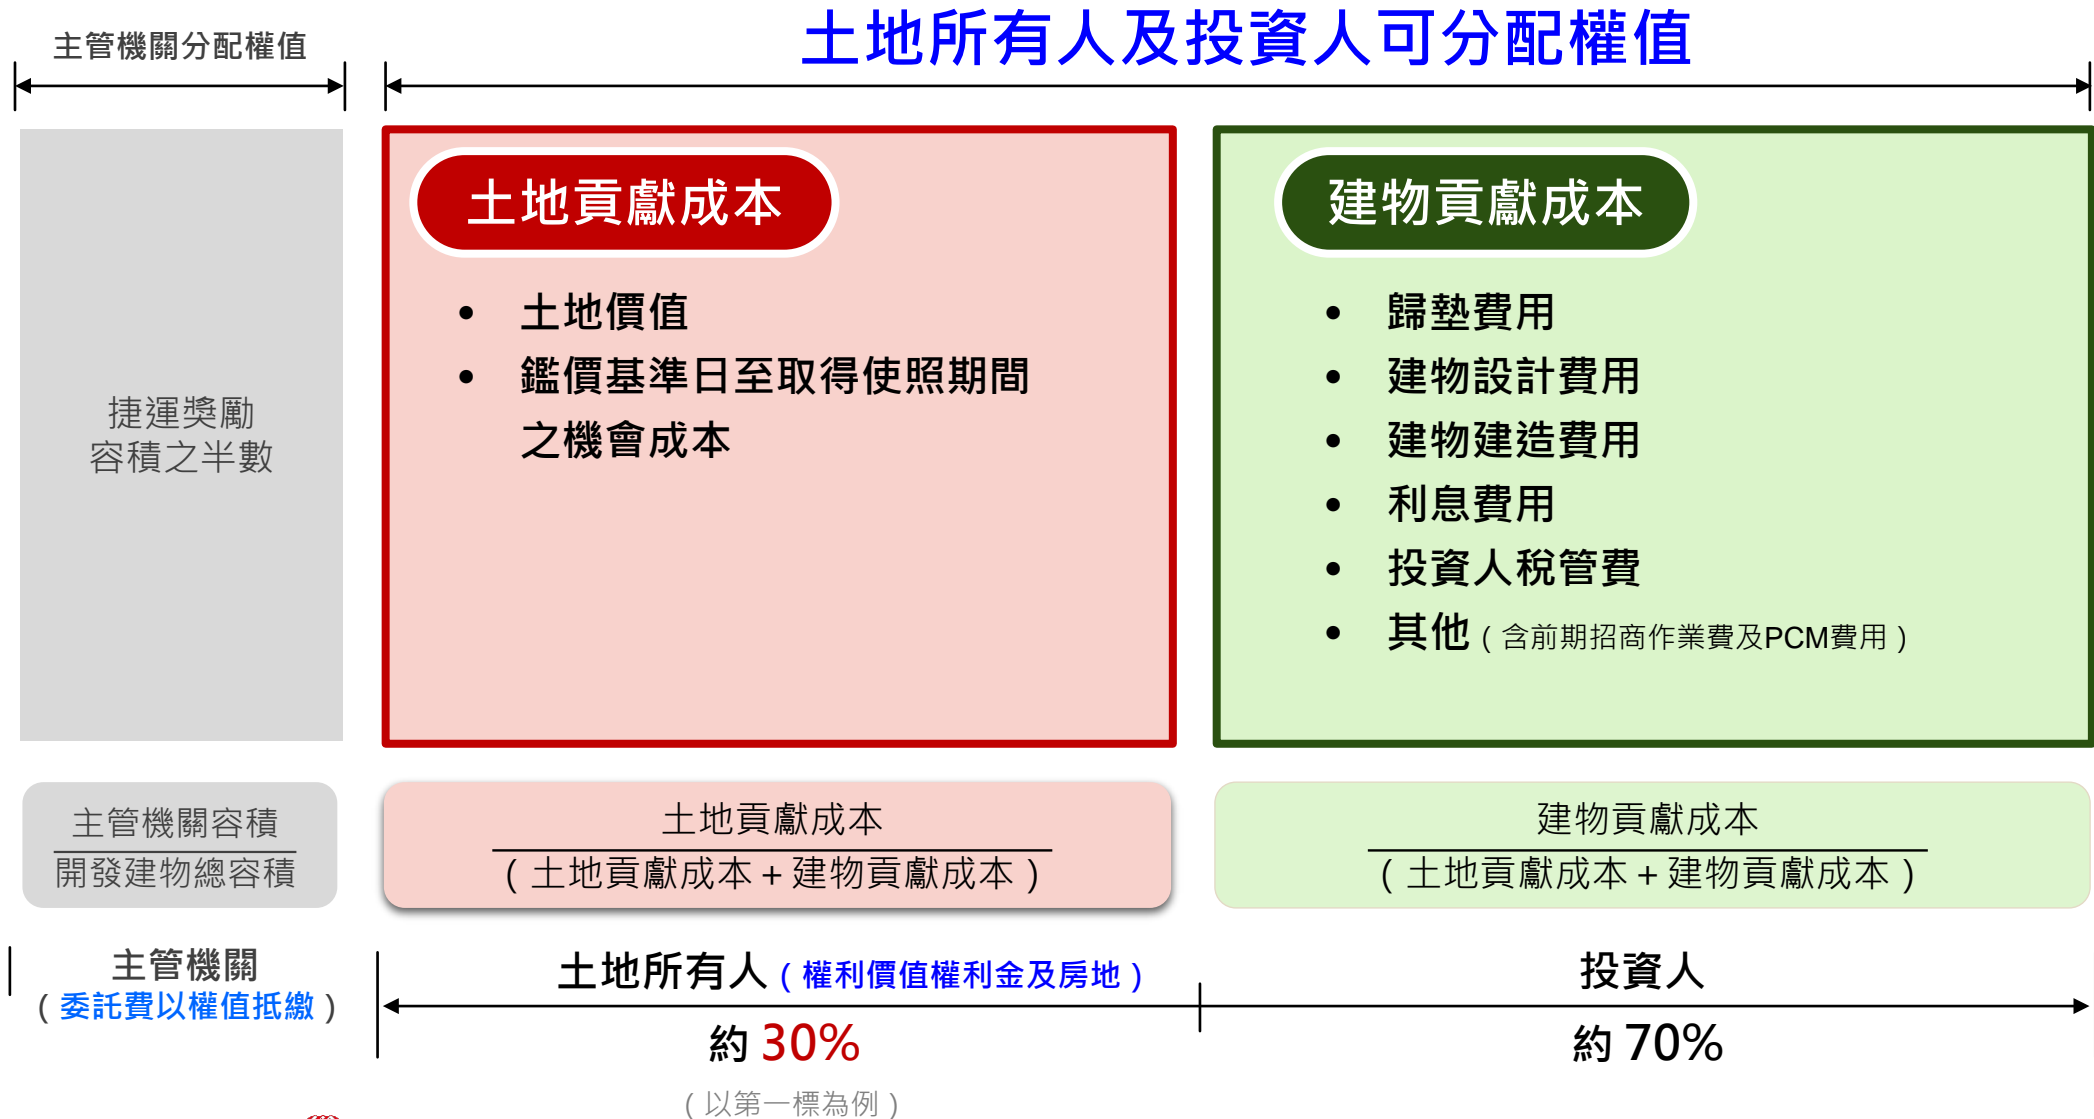 主管機關分配權值
土地所有人及投資人可分配權值
捷運獎勵
容積之半數
土地貢獻成本
• 土地價值
• 鑑價基準日至取得使照期間
之機會成本
建物貢獻成本
• 歸墊費用
• 建物設計費用
• 建物建造費用
• 利息費用
• 投資人稅管費
• 其他（含前期招商作業費及PCM費用）
主管機關容積
開發建物總容積
土地貢獻成本
（土地貢獻成本+建物貢獻成本）
建物貢獻成本
（土地貢獻成本+建物貢獻成本）
主管機關
（委託費以權值抵繳）
土地所有人（權利價值權利金及房地）
約 30%
（以第一標為例）
投資人
約 70%